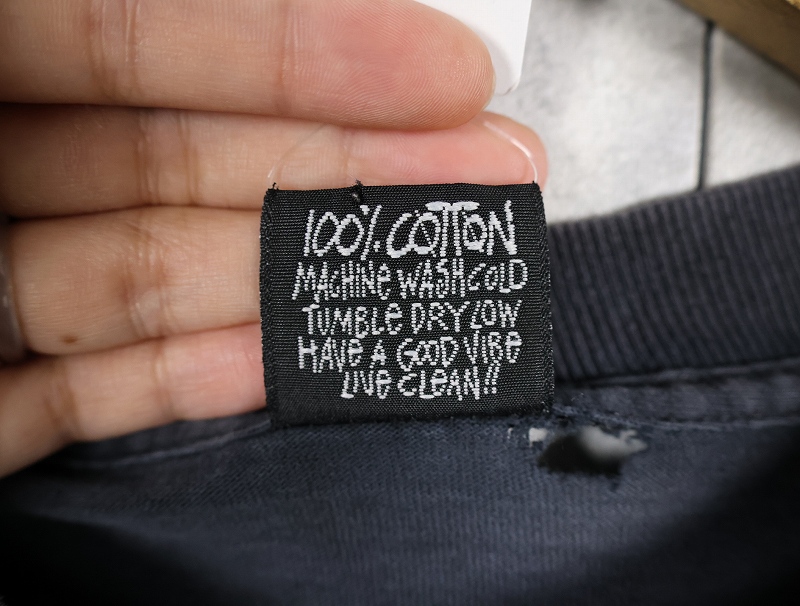 100% COTTON
MACHINE WASH COLD
TUMBLE DRY LOW
HAVE A GOOD VIBE
LIVE CLEAN!!